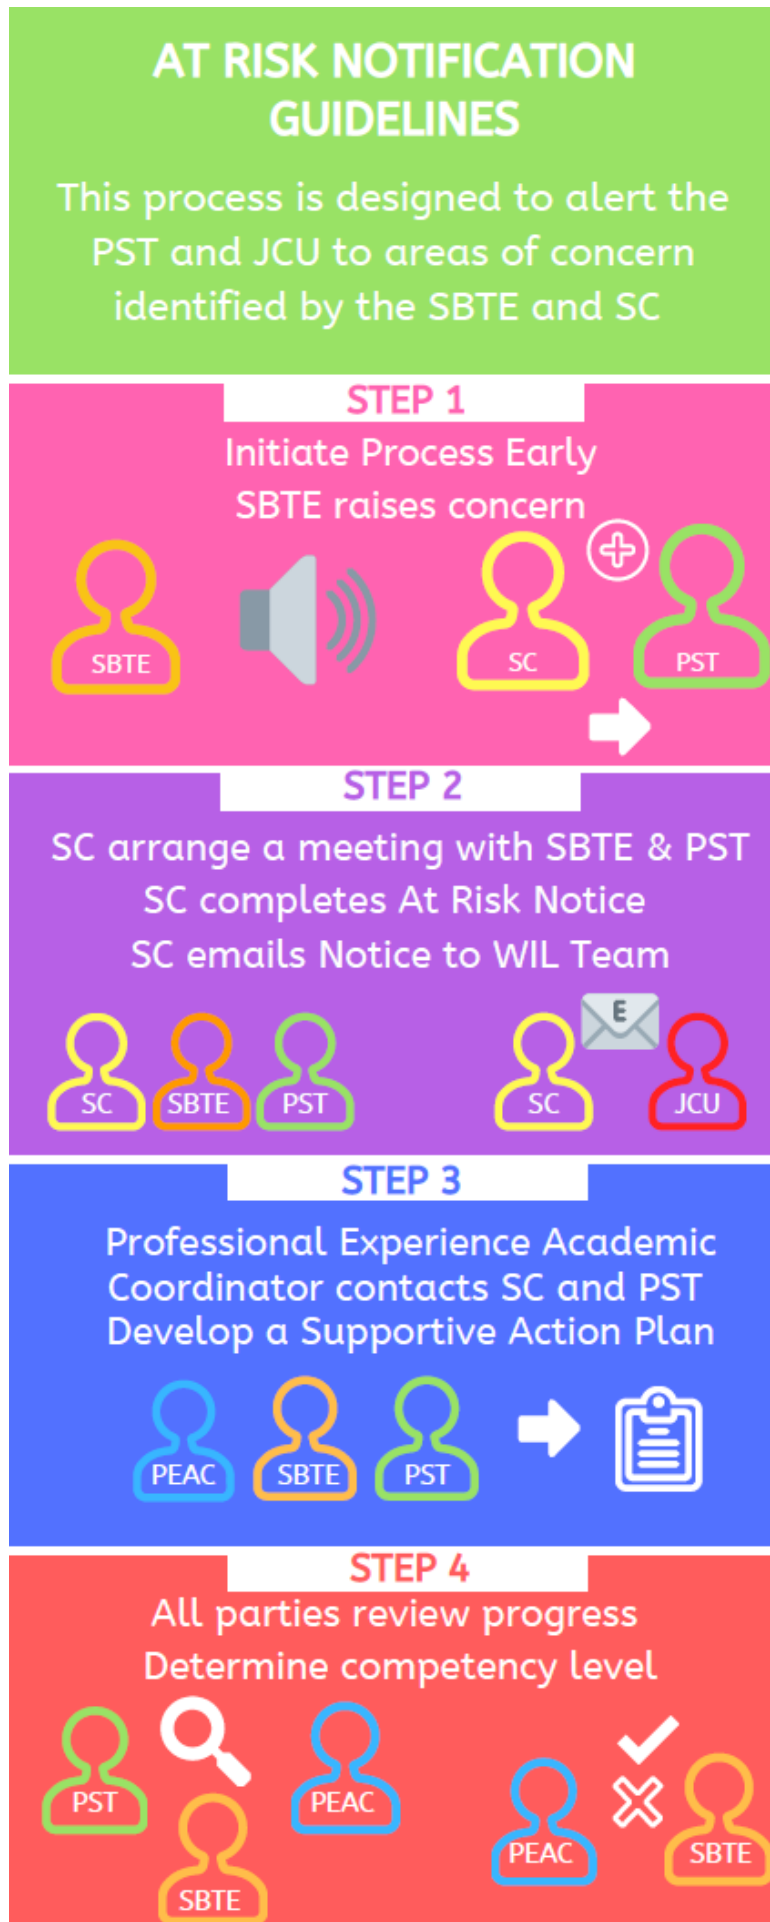 AT RISK NOTIFICATION
GUIDELINES
This process is designed to alert the
PST and JCU to areas of concern
identified by the SBTE and SC
STEP 1
Initiate Process Early
SBTE raises concern
SBTE
SC
PST
STEP 2
SC arrange a meeting with SBTE & PST
SC completes At Risk Notice
SC emails Notice to WIL Team
E
SC
SBTE
PST
SC
JCU
STEP 3
Professional Experience Academic
Coordinator contacts SC and PST
Develop a Supportive Action Plan
PEAC
SBTE
PST
STEP 4
All parties review progress
Determine competency level
PST
PEAC
SBTE
PEAC
SBTE